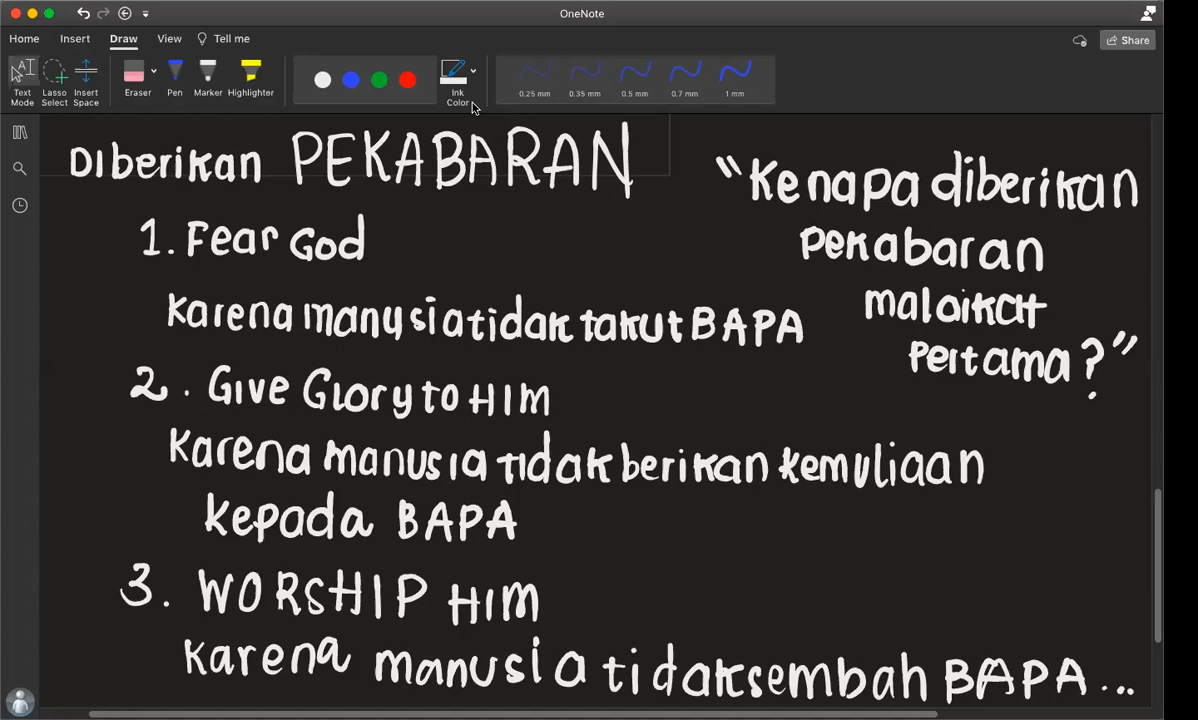 OneNote
Home Insert Draw View Tell me
Share
Text Mode
Lasso Select
Insert Space
Eraser
Pen
Marker
Highlighter
Ink Color
0.25 mm 0.35 mm 0.5 mm 0.7 mm 1 mm
Diberikan PEKABARAN
1. Fear God
Karena manusia tidak takut BAPA
2. Give Glory to HIM
Karena manusia tidak berikan kemuliaan
kepada BAPA
3. WORSHIP HIM
Karena manusia tidak sembah BAPA...
"Kenapa diberikan
Pekabaran
malaikat
Pertama?"